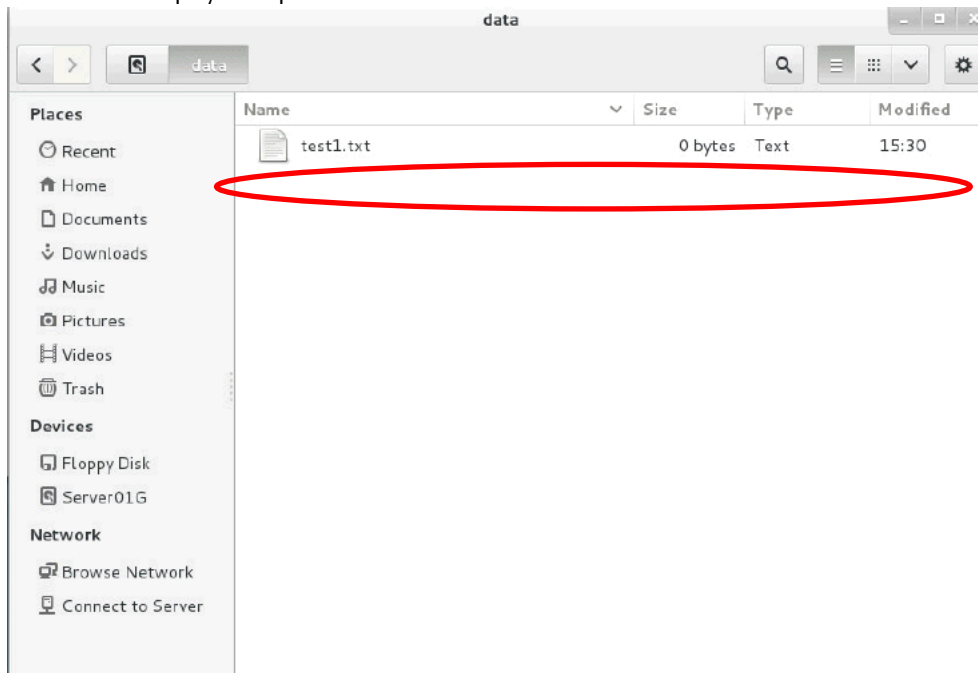 data
data
Places
Name Size Type Modified
Recent
test1.txt 0 bytes Text 15:30
Home
Documents
Downloads
Music
Pictures
Videos
Trash
Devices
Floppy Disk
Server01G
Network
Browse Network
Connect to Server